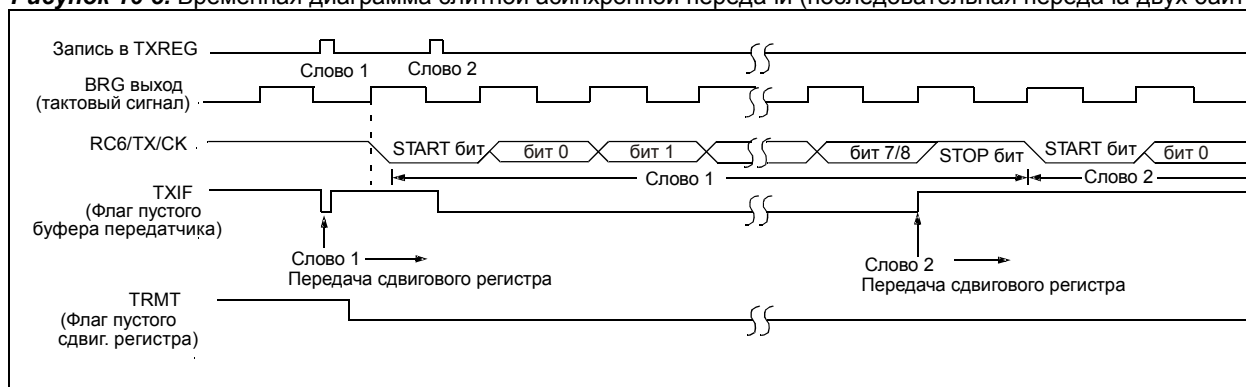 Рисунок 10-3. Временная диаграмма слитной асинхронной передачи (последовательная передача двух байт
Запись в TXREG
Слово 1
Слово 2
BRG выход
(тактовый сигнал)
RC6/TX/CK
START бит
бит 0
бит 1
бит 7/8
STOP бит
START бит
бит 0
Слово 1
Слово 2
TXIF
(Флаг пустого
буфера передатчика)
Слово 1
Передача сдвигового регистра
Слово 2
Передача сдвигового регистра
TRMT
(Флаг пустого
сдвиг. регистра)